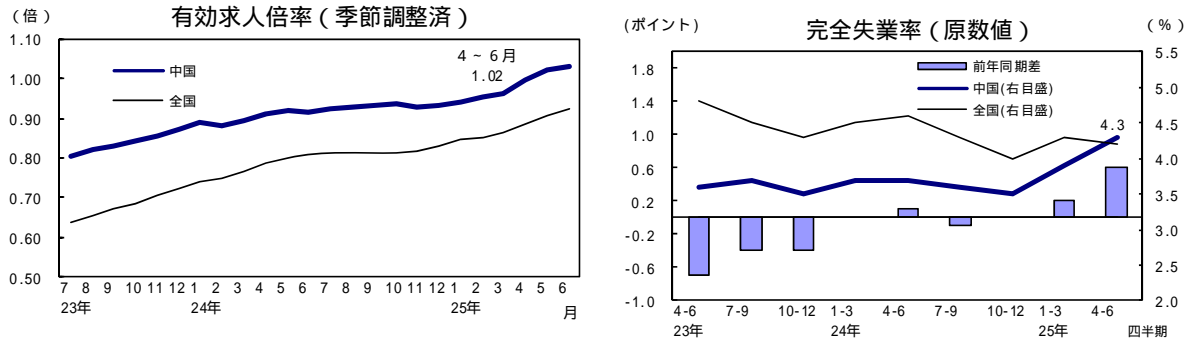 有効求人倍率（季節調整済）
（倍）
1.10
1.00
0.90
0.80
0.70
0.60
0.50
中国
全国
4 ～ 6月
1.02
7 8 9 10 11 12 1 2 3 4 5 6 7 8 9 10 11 12 1 2 3 4 5 6
23年 24年 25年 月
完全失業率（原数値）
(ポイント)
（％）
1.8
1.4
1.0
0.6
0.2
-0.2
-0.6
-1.0
前年同期差
中国(右目盛)
全国(右目盛)
4.3
5.5
5.0
4.5
4.0
3.5
3.0
2.5
2.0
4-6 7-9 10-12 1-3 4-6 7-9 10-12 1-3 4-6
23年 24年 25年 四半期